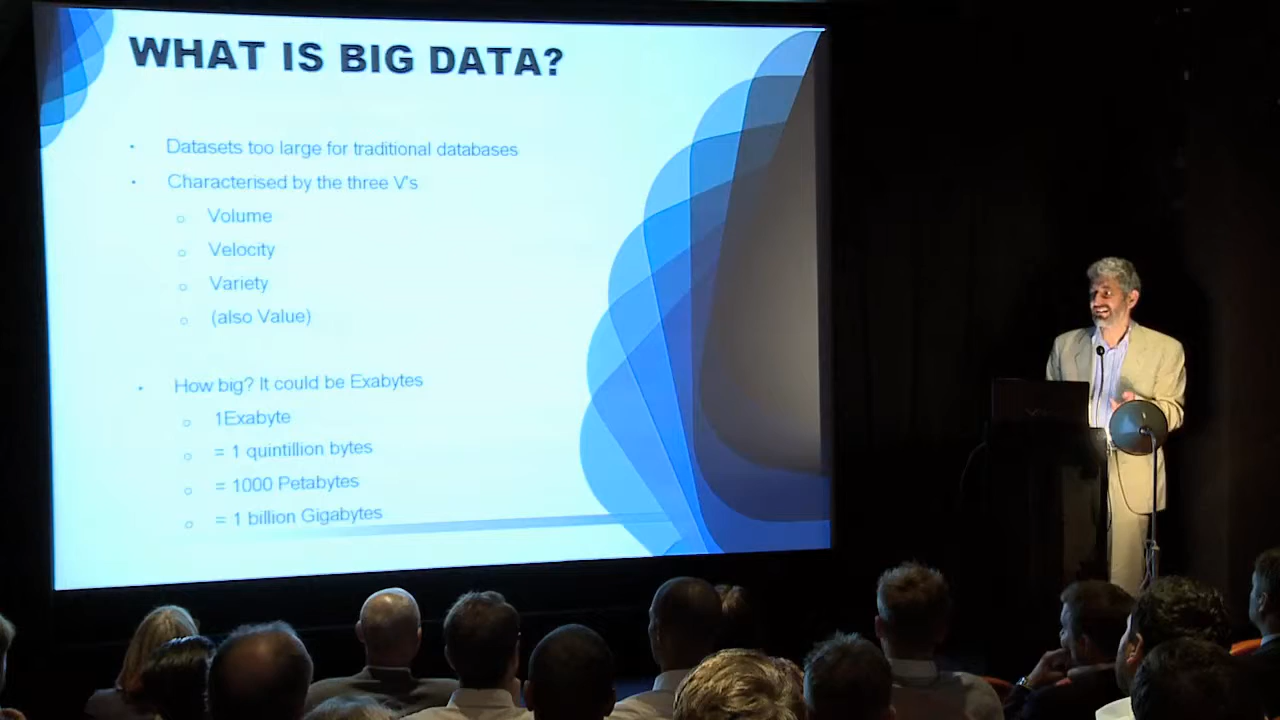 WHAT IS BIG DATA?
Datasets too large for traditional databases
Characterised by the three V's
Volume
Velocity
Variety
(also Value)
How big? It could be Exabytes
1Exabyte
= 1 quintillion bytes
= 1000 Petabytes
= 1 billion Gigabytes